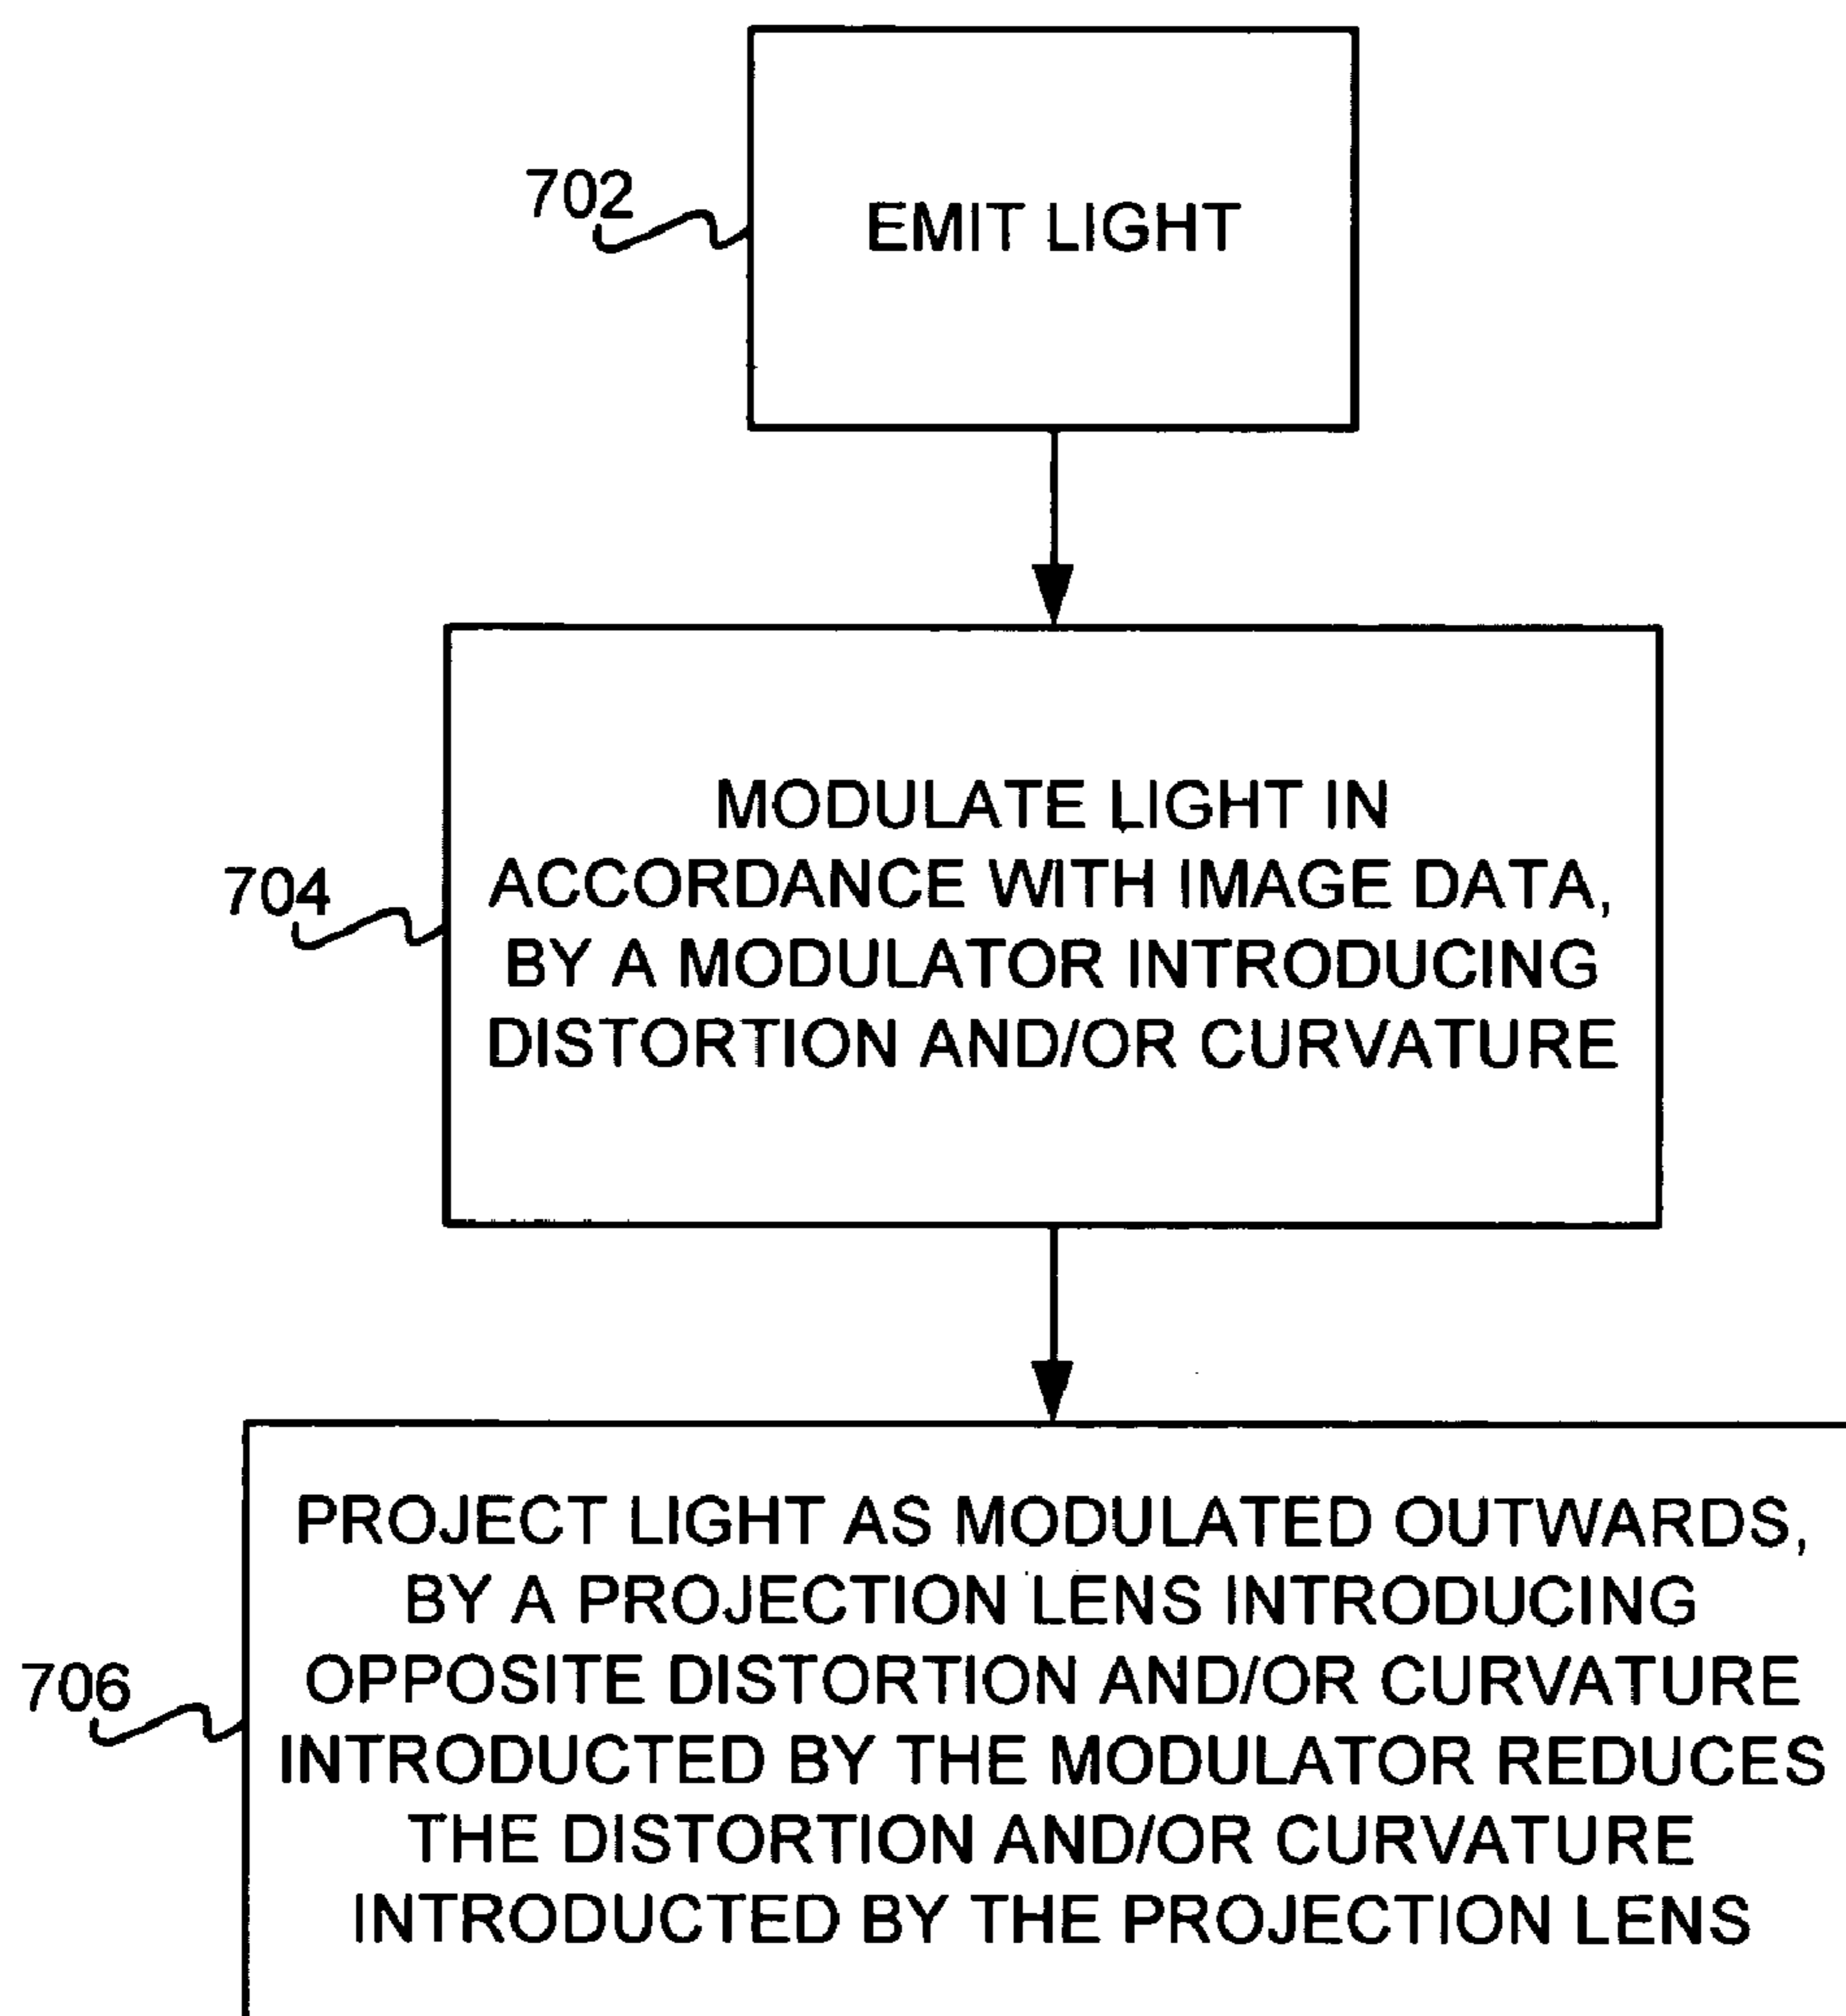 702
EMIT LIGHT
704
MODULATE LIGHT IN
ACCORDANCE WITH IMAGE DATA,
BY A MODULATOR INTRODUCING
DISTORTION AND/OR CURVATURE
706
PROJECT LIGHT AS MODULATED OUTWARDS,
BY A PROJECTION LENS INTRODUCING
OPPOSITE DISTORTION AND/OR CURVATURE
INTRODUCTED BY THE MODULATOR REDUCES
THE DISTORTION AND/OR CURVATURE
INTRODUCTED BY THE PROJECTION LENS